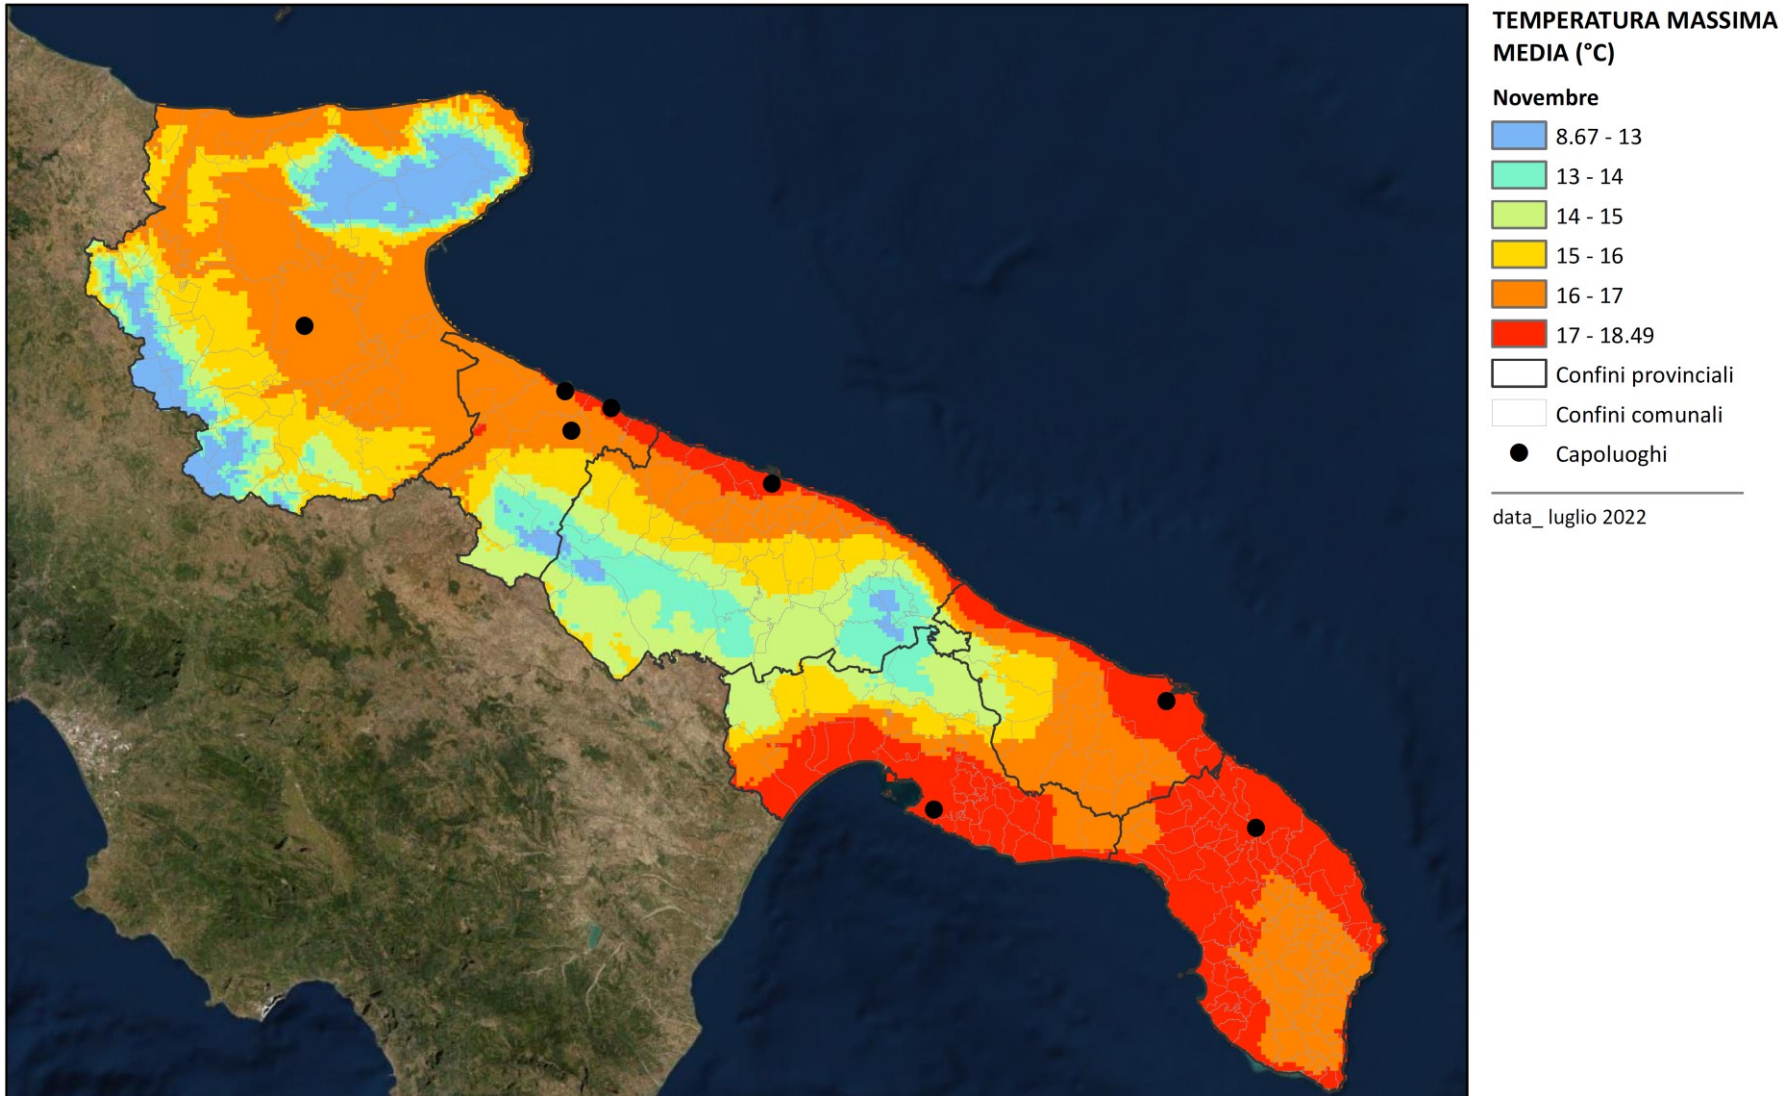 TEMPERATURA MASSIMA
MEDIA (°C)
Novembre
8.67 - 13
13 - 14
14 - 15
15 - 16
16 - 17
17 - 18.49
Confini provinciali
Confini comunali
Capoluoghi
data_ luglio 2022